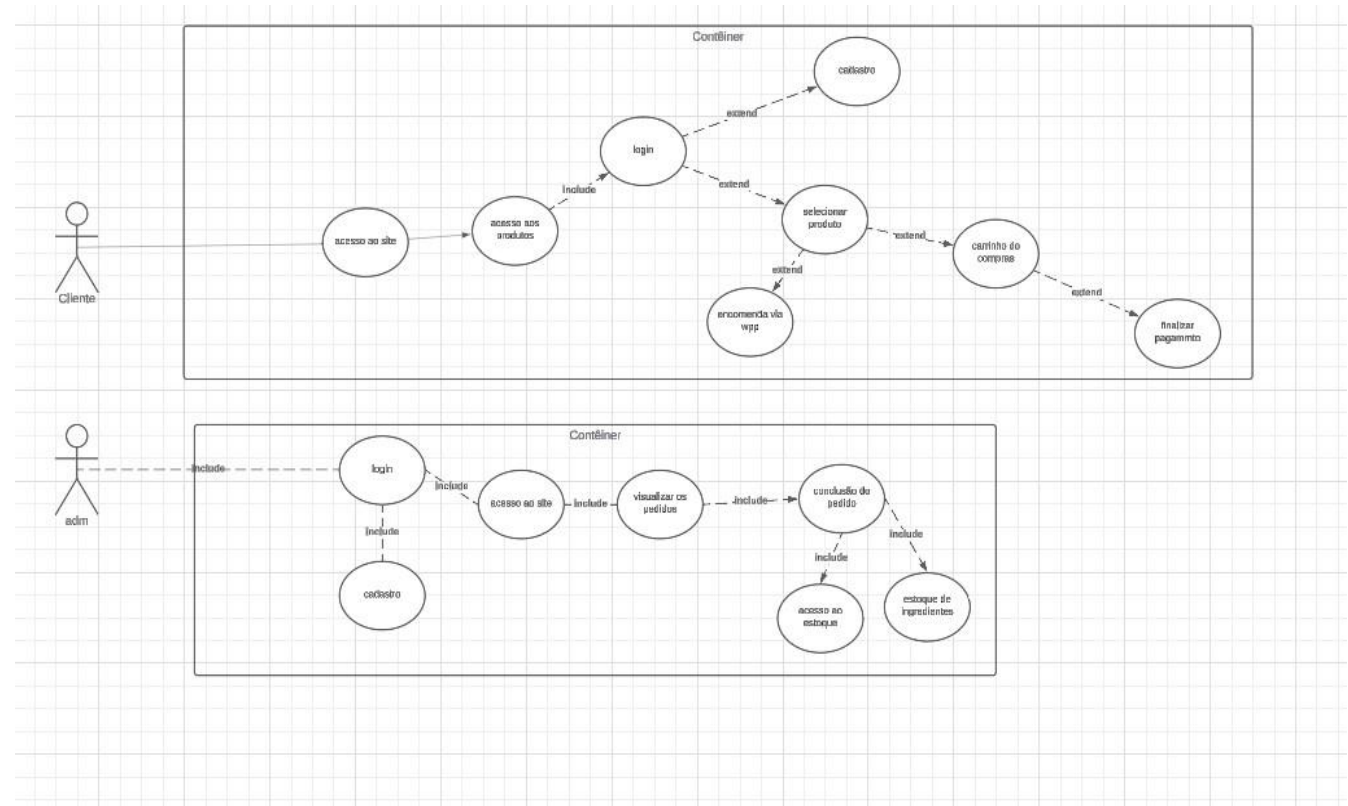 Contêiner
cadastro
extend
login
extend
include
selecionar
produto
acesso aos
produtos
acesso ao site
extend
carrinho de
compras
extend
extend
Cliente
encomenda via
wpp
finalizar
pagammto
Contêiner
include
login
include
acesso ao site
include
visualizar os
pedidos
include
conclusão do
pedido
adm
include
include
include
cadastro
acesso ao
estoque
estoque de
ingredientes